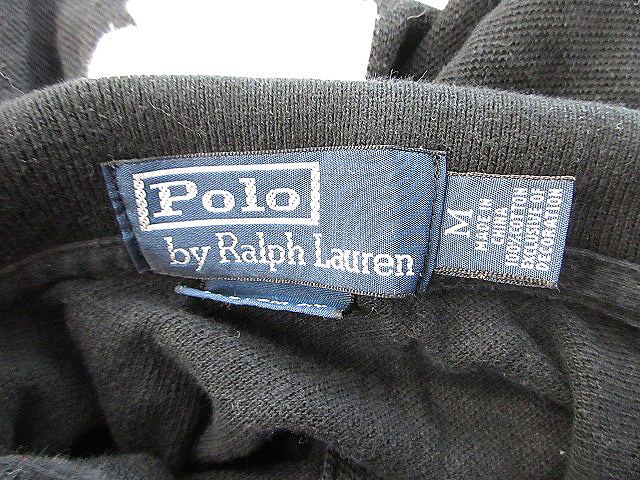 Polo
by Ralph Lauren
M
MADE IN
CHINA
100% COTTON
EXCLUSIVE OF
DECORATION